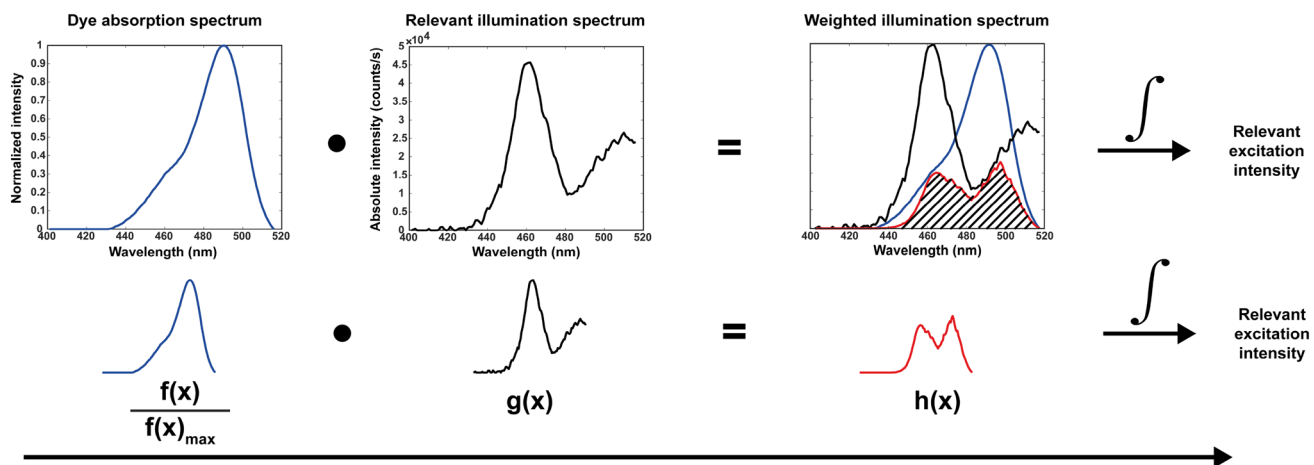 Dye absorption spectrum
Relevant illumination spectrum
Weighted illumination spectrum
Normalized intensity
1
0.9
0.8
0.7
0.6
0.5
0.4
0.3
0.2
0.1
0
400 420 440 460 480 500 520
Wavelength (nm)
•
×10⁴
Absolute intensity (counts/s)
5
4.5
4
3.5
3
2.5
2
1.5
1
0.5
0
400 420 440 460 480 500 520
Wavelength (nm)
=
400 420 440 460 480 500 520
Wavelength (nm)
∫
Relevant
excitation
intensity
•
=
∫
Relevant
excitation
intensity
f(x)
f(x)max
g(x)
h(x)